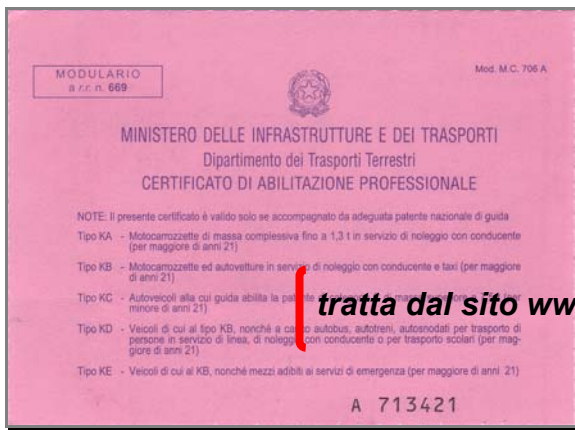 MODULARIO
a r.r. n. 669
Mod. M.C. 706 A
MINISTERO DELLE INFRASTRUTTURE E DEI TRASPORTI
Dipartimento dei Trasporti Terrestri
CERTIFICATO DI ABILITAZIONE PROFESSIONALE
NOTE: Il presente certificato è valido solo se accompagnato da adeguata patente nazionale di guida
Tipo KA - Motocarrozzette di massa complessiva fino a 1,3 t in servizio di noleggio con conducente
(per maggiore di anni 21)
Tipo KB - Motocarrozzette ed autovetture in servizio di noleggio con conducente e taxi (per maggiore
di anni 21)
Tipo KC - Autoveicoli alla cui guida abilita la
minore di anni 21)
tratta dal sito ww
Tipo KD - Veicoli di cui al tipo KB, nonché a carico autobus, autotreni, autosnodati per trasporto di
persone in servizio di linea, di noleggio con conducente o per trasporto scolari (per mag-
giore di anni 21)
Tipo KE - Veicoli di cui al KB, nonché mezzi adibiti ai servizi di emergenza (per maggiore di anni 21)
A 713421